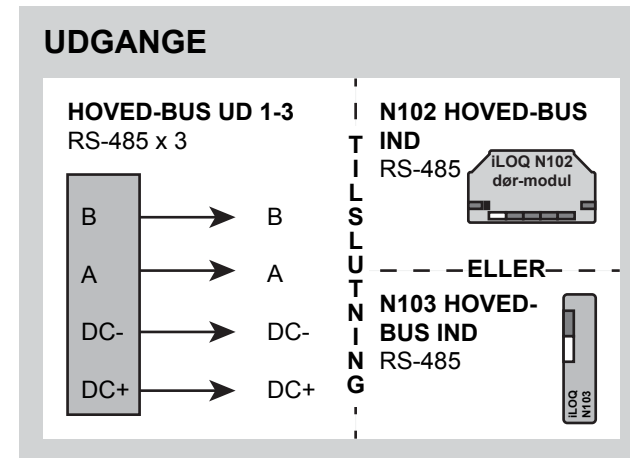 UDGANGE
HOVED-BUS UD 1-3
RS-485 x 3
B B
A A
DC- DC-
DC+ DC+
TILSLUTNING
N102 HOVED-BUS
IND
RS-485
iLOQ N102
dør-modul
ELLER
N103 HOVED-
BUS IND
RS-485
iLOQ
N103